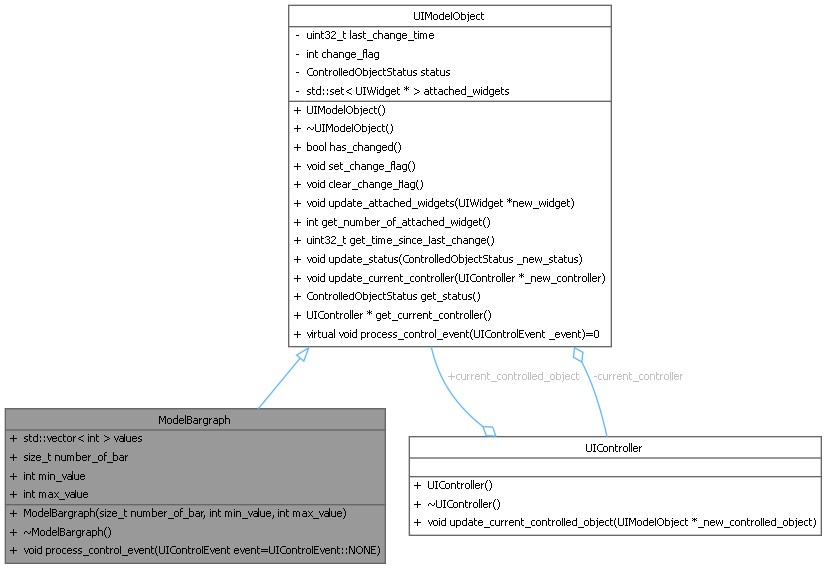 UIModelObject
- uint32_t last_change_time
- int change_flag
- ControlledObjectStatus status
- std::set< UIWidget * > attached_widgets
+ UIModelObject()
+ ~UIModelObject()
+ bool has_changed()
+ void set_change_flag()
+ void clear_change_flag()
+ void update_attached_widgets(UIWidget *new_widget)
+ int get_number_of_attached_widget()
+ uint32_t get_time_since_last_change()
+ void update_status(ControlledObjectStatus _new_status)
+ void update_current_controller(UIController *_new_controller)
+ ControlledObjectStatus get_status()
+ UIController * get_current_controller()
+ virtual void process_control_event(UIControlEvent _event)=0
+current_controlled_object
-current_controller
ModelBargraph
+ std::vector< int > values
+ size_t number_of_bar
+ int min_value
+ int max_value
+ ModelBargraph(size_t number_of_bar, int min_value, int max_value)
+ ~ModelBargraph()
+ void process_control_event(UIControlEvent event=UIControlEvent::NONE)
UIController
+ UIController()
+ ~UIController()
+ void update_current_controlled_object(UIModelObject *_new_controlled_object)